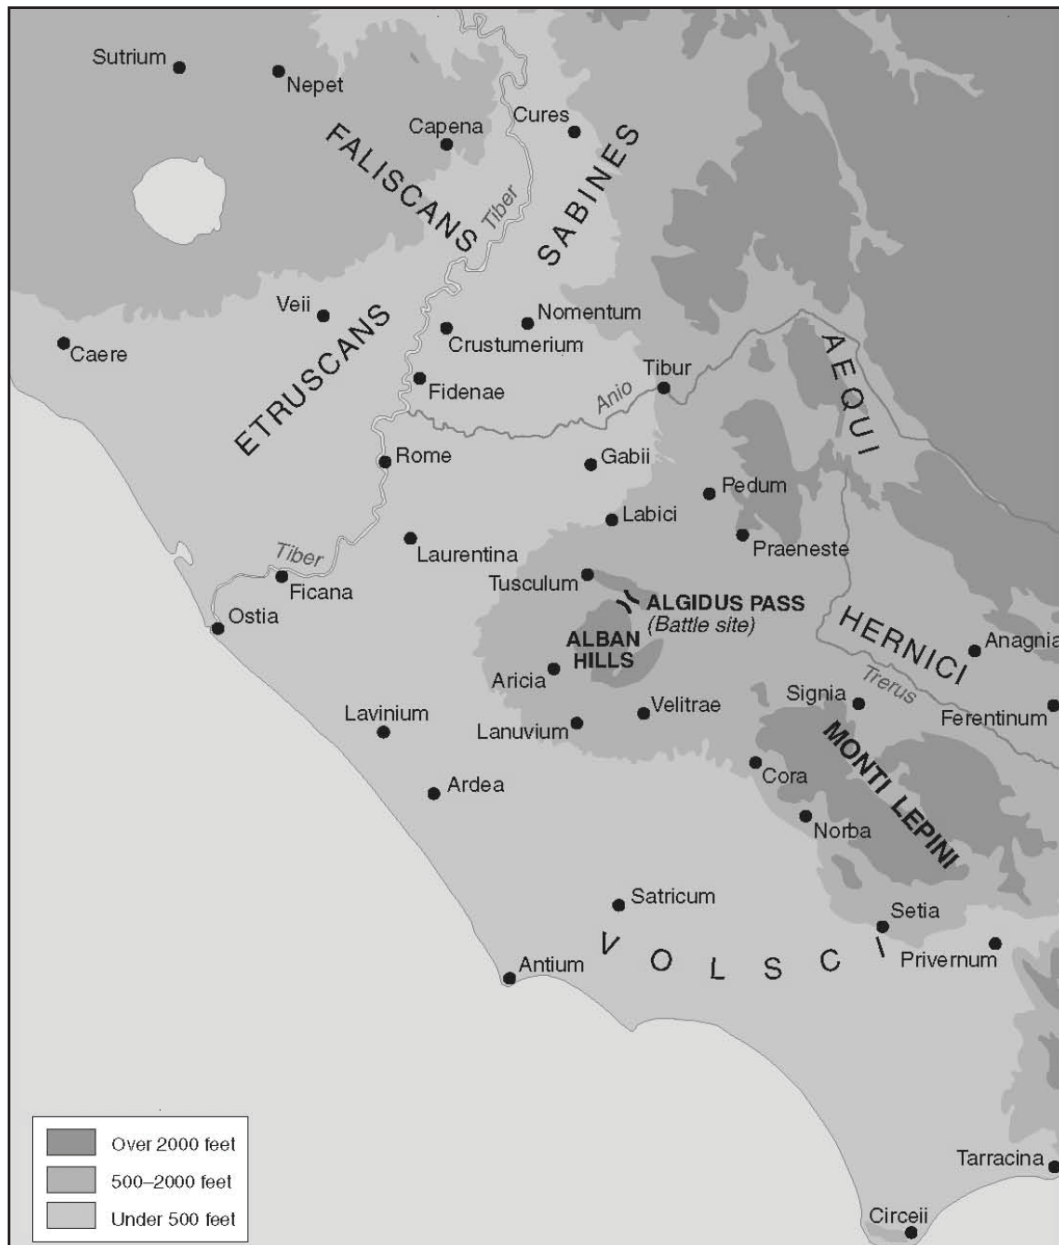 Sutrium
Nepet
Capena
Cures
FALISCANS
Tiber
SABINES
Veii
Caere
ETRUSCANS
Nomentum
Crustumerium
Fidenae
Tibur
Anio
AEQUI
Rome
Gabii
Pedum
Labici
Praeneste
Laurentina
Tiber
Ficana
Ostia
Tusculum
ALGIDUS PASS
(Battle site)
ALBAN
HILLS
HERNICI
Anagnia
Aricia
Trerus
Signia
Ferentinum
Velitrae
Lanuvium
Lavinium
MONTI LEPINI
Cora
Ardea
Norba
Satricum
Setia
VOLSCI
Privernum
Antium
Over 2000 feet
500–2000 feet
Under 500 feet
Tarracina
Circeii